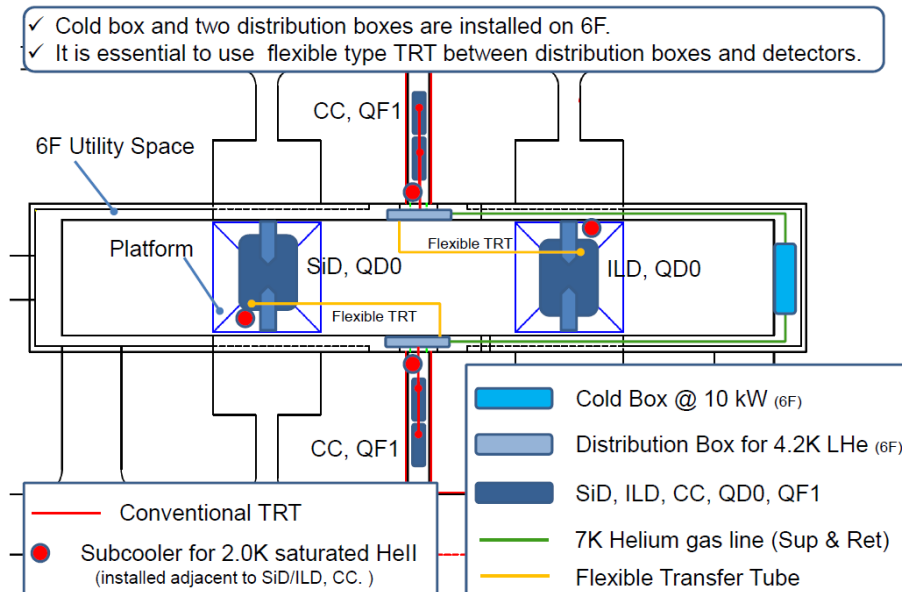 ✓ Cold box and two distribution boxes are installed on 6F.
✓ It is essential to use flexible type TRT between distribution boxes and detectors.
CC, QF1
6F Utility Space
Platform
Flexible TRT
SiD, QD0
ILD, QD0
Flexible TRT
CC, QF1
Conventional TRT
Subcooler for 2.0K saturated HeII
(installed adjacent to SiD/ILD, CC. )
Cold Box @ 10 kW (6F)
Distribution Box for 4.2K LHe (6F)
SiD, ILD, CC, QD0, QF1
7K Helium gas line (Sup & Ret)
Flexible Transfer Tube